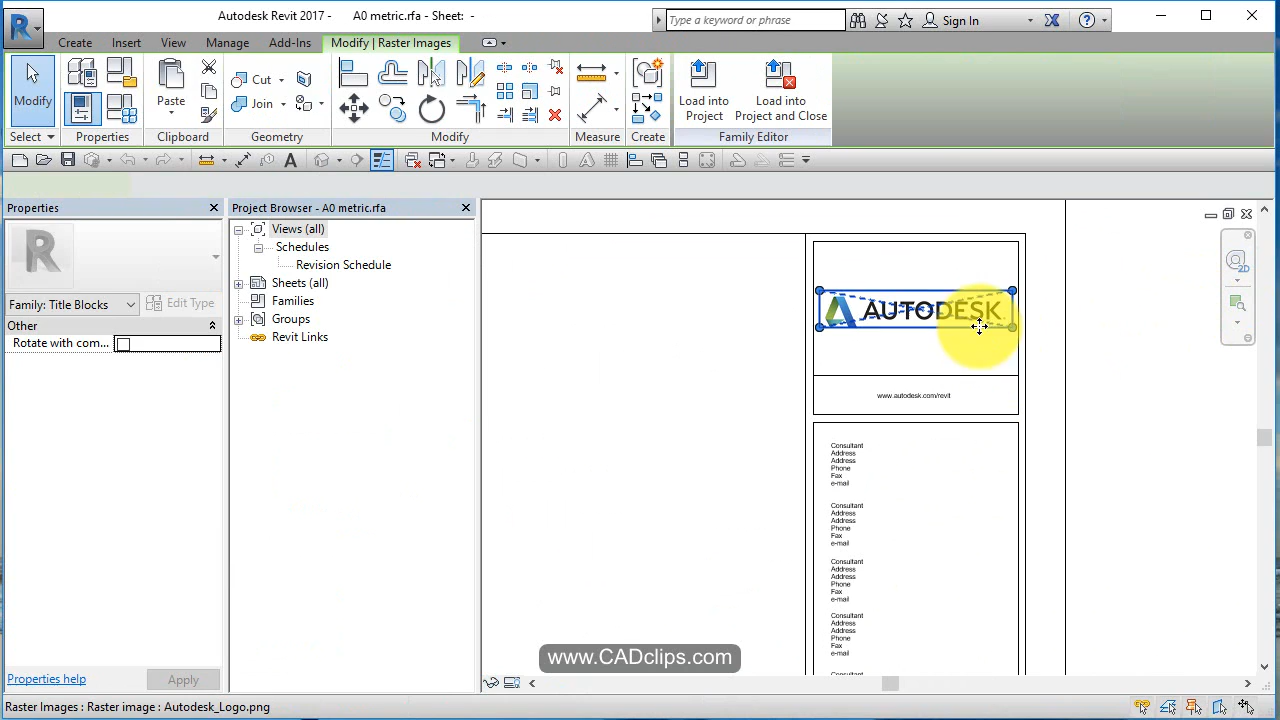 Autodesk Revit 2017 - A0 metric.rfa - Sheet: -
Type a keyword or phrase
Sign In
Create Insert View Manage Add-Ins Modify | Raster Images
Modify
Paste
Cut
Join
Load into
Project
Load into
Project and Close
Select Properties Clipboard Geometry Modify Measure Create Family Editor
Properties
Family: Title Blocks
Edit Type
Other
Rotate with com...
Properties help
Apply
Project Browser - A0 metric.rfa
Views (all)
Schedules
Revision Schedule
Sheets (all)
Families
Groups
Revit Links
AUTODESK
www.autodesk.com/revit
Consultant
Address
Address
Phone
Fax
e-mail
Consultant
Address
Address
Phone
Fax
e-mail
Consultant
Address
Address
Phone
Fax
e-mail
Consultant
Address
Address
Phone
Fax
e-mail
2D
www.CADclips.com
Raster Images : Raster image : Autodesk_Logo.png